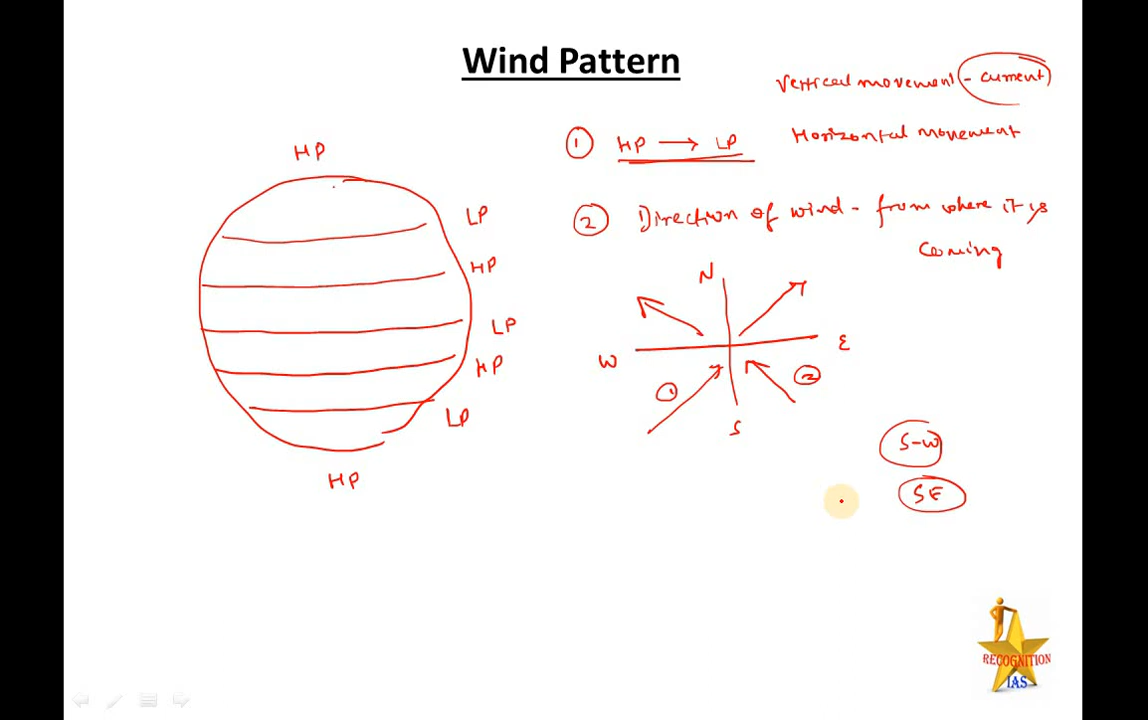 Wind Pattern
Vertical movement - current
Horizontal movement
① HP → LP
② Direction of wind - from where it is
coming
HP
LP
HP
LP
HP
LP
HP
N
W
E
S
①
②
S-W
SE
RECOGNITION
IAS